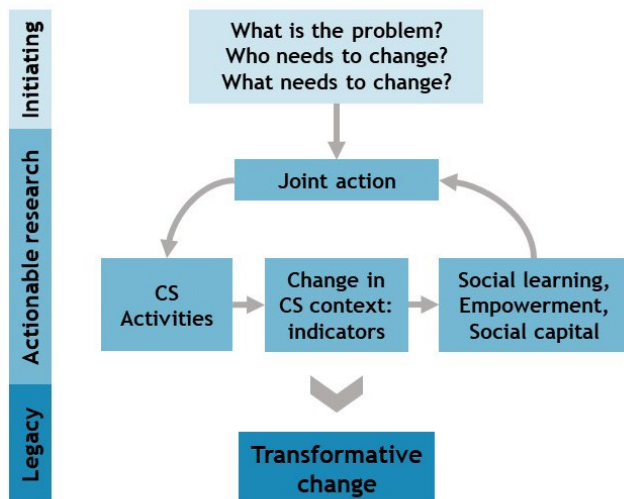 Initiating
What is the problem?
Who needs to change?
What needs to change?
Actionable research
Joint action
CS
Activities
Change in
CS context:
indicators
Social learning,
Empowerment,
Social capital
Legacy
Transformative
change